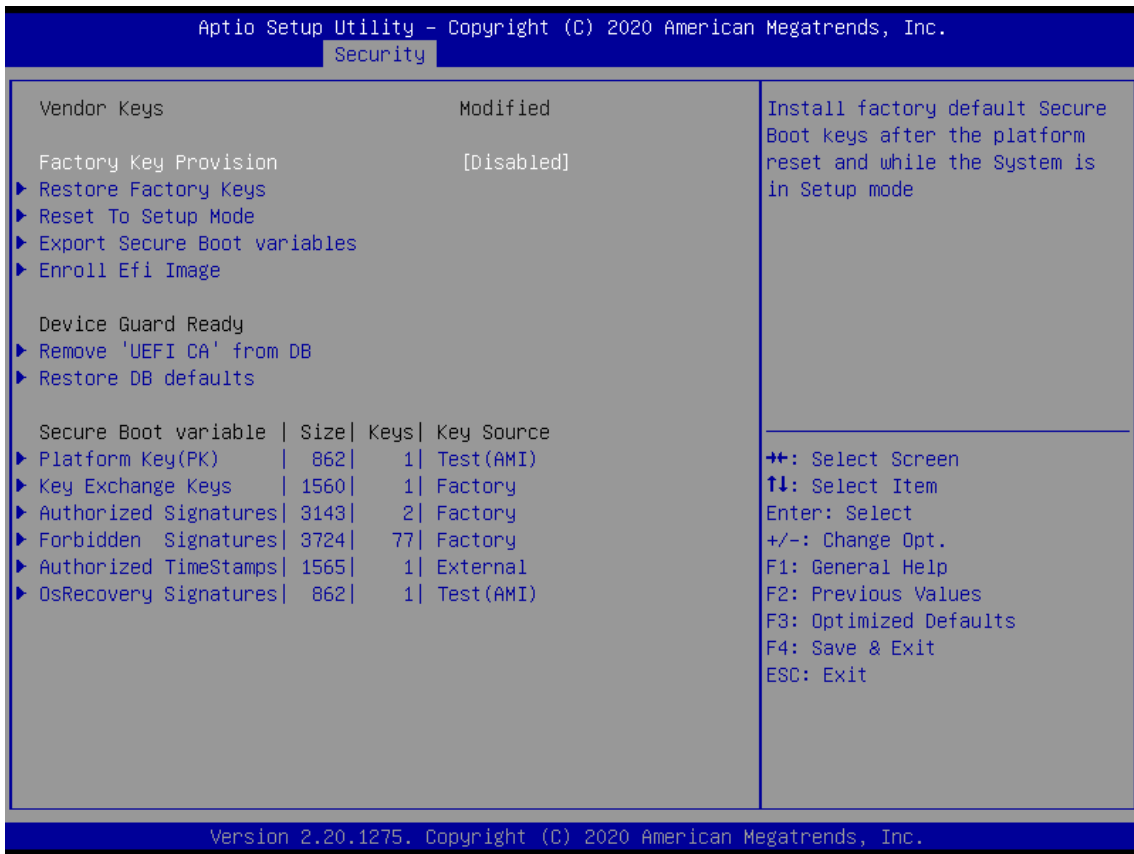 Aptio Setup Utility – Copyright (C) 2020 American Megatrends, Inc.
Security
Vendor Keys Modified
Factory Key Provision [Disabled]
▶ Restore Factory Keys
▶ Reset To Setup Mode
▶ Export Secure Boot variables
▶ Enroll Efi Image
Device Guard Ready
▶ Remove 'UEFI CA' from DB
▶ Restore DB defaults
Secure Boot variable | Size| Keys| Key Source
▶ Platform Key(PK) | 862| 1| Test(AMI)
▶ Key Exchange Keys | 1560| 1| Factory
▶ Authorized Signatures| 3143| 2| Factory
▶ Forbidden Signatures| 3724| 77| Factory
▶ Authorized TimeStamps| 1565| 1| External
▶ OsRecovery Signatures| 862| 1| Test(AMI)
Install factory default Secure
Boot keys after the platform
reset and while the System is
in Setup mode
→←: Select Screen
↑↓: Select Item
Enter: Select
+/-: Change Opt.
F1: General Help
F2: Previous Values
F3: Optimized Defaults
F4: Save & Exit
ESC: Exit
Version 2.20.1275. Copyright (C) 2020 American Megatrends, Inc.